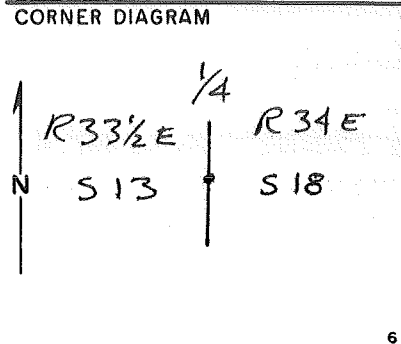 CORNER DIAGRAM
1/4
R33½E R34E
N S13 S18
6